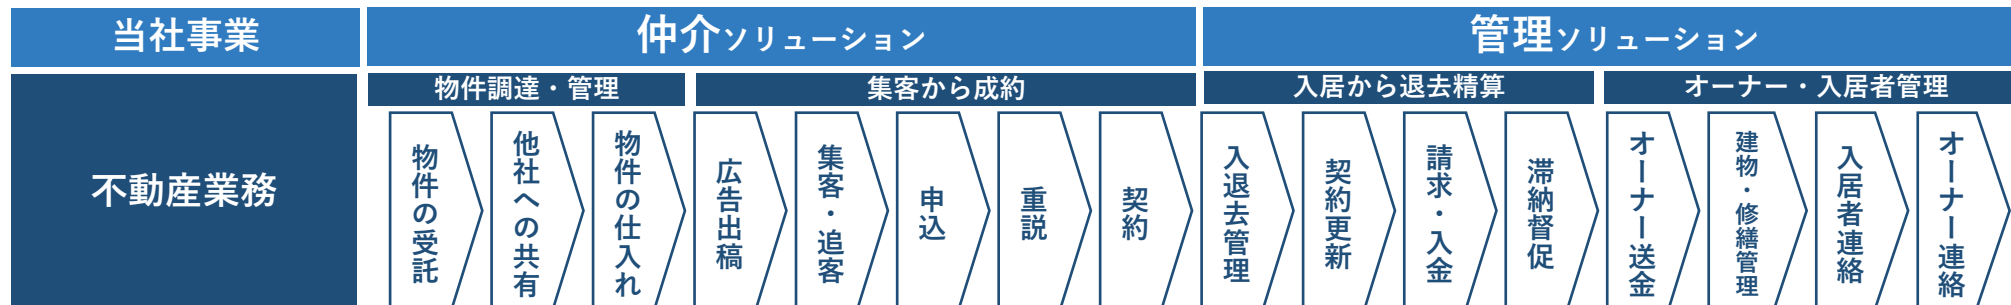 当社事業
仲介ソリューション
管理ソリューション
不動産業務
物件調達・管理
集客から成約
入居から退去精算
オーナー・入居者管理
物件の受託
他社への共有
物件の仕入れ
広告出稿
集客・追客
申込
重説
契約
入退去管理
契約更新
請求・入金
滞納督促
オーナー送金
建物・修繕管理
入居者連絡
オーナー連絡